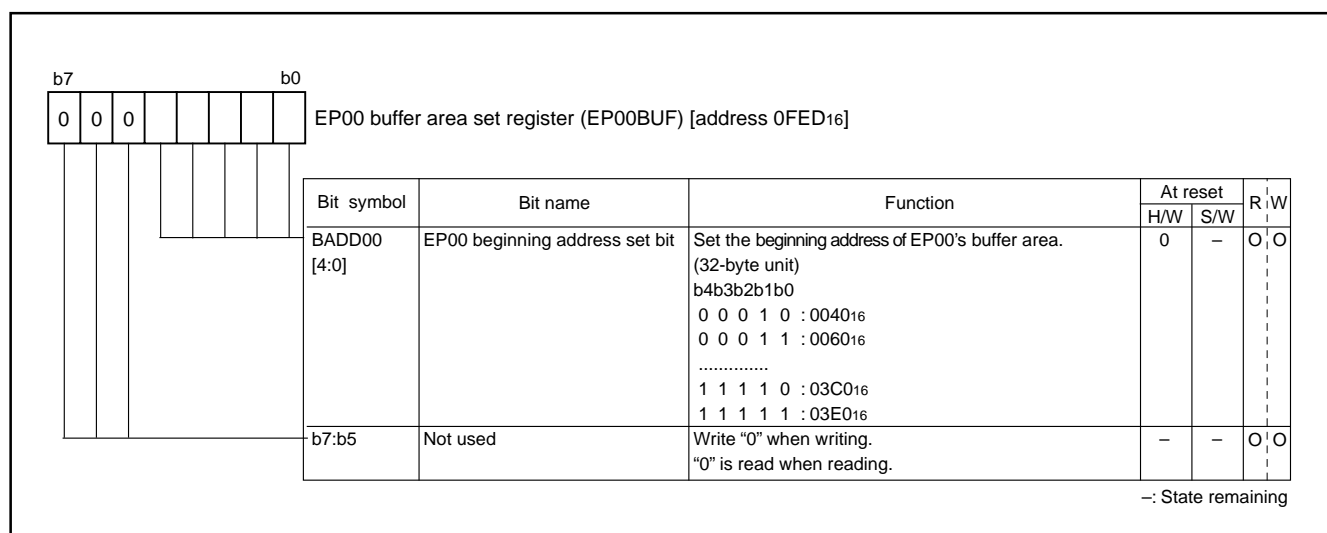 b7 b0
0 0 0
EP00 buffer area set register (EP00BUF) [address 0FED16]
Bit symbol Bit name Function At reset R W
H/W S/W
BADD00 EP00 beginning address set bit Set the beginning address of EP00's buffer area. 0 – O O
[4:0] (32-byte unit)
b4b3b2b1b0
0 0 0 1 0 : 004016
0 0 0 1 1 : 006016
..............
1 1 1 1 0 : 03C016
1 1 1 1 1 : 03E016
b7:b5 Not used Write “0” when writing. – – O O
“0” is read when reading.
–: State remaining